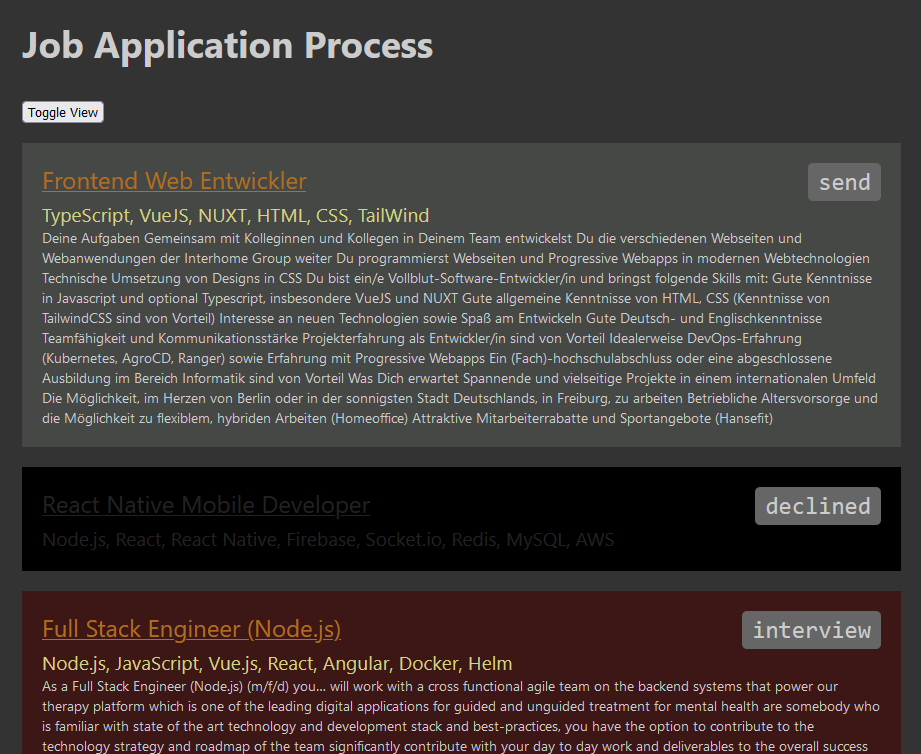 Job Application Process
Toggle View
Frontend Web Entwickler
send
TypeScript, VueJS, NUXT, HTML, CSS, TailWind
Deine Aufgaben Gemeinsam mit Kolleginnen und Kollegen in Deinem Team entwickelst Du die verschiedenen Webseiten und
Webanwendungen der Interhome Group weiter Du programmierst Webseiten und Progressive Webapps in modernen Webtechnologien
Technische Umsetzung von Designs in CSS Du bist ein/e Vollblut-Software-Entwickler/in und bringst folgende Skills mit: Gute Kenntnisse
in Javascript und optional Typescript, insbesondere VueJS und NUXT Gute allgemeine Kenntnisse von HTML, CSS (Kenntnisse von
TailwindCSS sind von Vorteil) Interesse an neuen Technologien sowie Spaß am Entwickeln Gute Deutsch- und Englischkenntnisse
Teamfähigkeit und Kommunikationsstärke Projekterfahrung als Entwickler/in sind von Vorteil Idealerweise DevOps-Erfahrung
(Kubernetes, AgroCD, Ranger) sowie Erfahrung mit Progressive Webapps Ein (Fach)-hochschulabschluss oder eine abgeschlossene
Ausbildung im Bereich Informatik sind von Vorteil Was Dich erwartet Spannende und vielseitige Projekte in einem internationalen Umfeld
Die Möglichkeit, im Herzen von Berlin oder in der sonnigsten Stadt Deutschlands, in Freiburg, zu arbeiten Betriebliche Altersvorsorge und
die Möglichkeit zu flexiblem, hybriden Arbeiten (Homeoffice) Attraktive Mitarbeiterrabatte und Sportangebote (Hansefit)
React Native Mobile Developer
declined
Node.js, React, React Native, Firebase, Socket.io, Redis, MySQL, AWS
Full Stack Engineer (Node.js)
interview
Node.js, JavaScript, Vue.js, React, Angular, Docker, Helm
As a Full Stack Engineer (Node.js) (m/f/d) you... will work with a cross functional agile team on the backend systems that power our
therapy platform which is one of the leading digital applications for guided and unguided treatment for mental health are somebody who
is familiar with state of the art technology and development stack and best-practices, you have the option to contribute to the
technology strategy and roadmap of the team significantly contribute with your day to day work and deliverables to the overall success